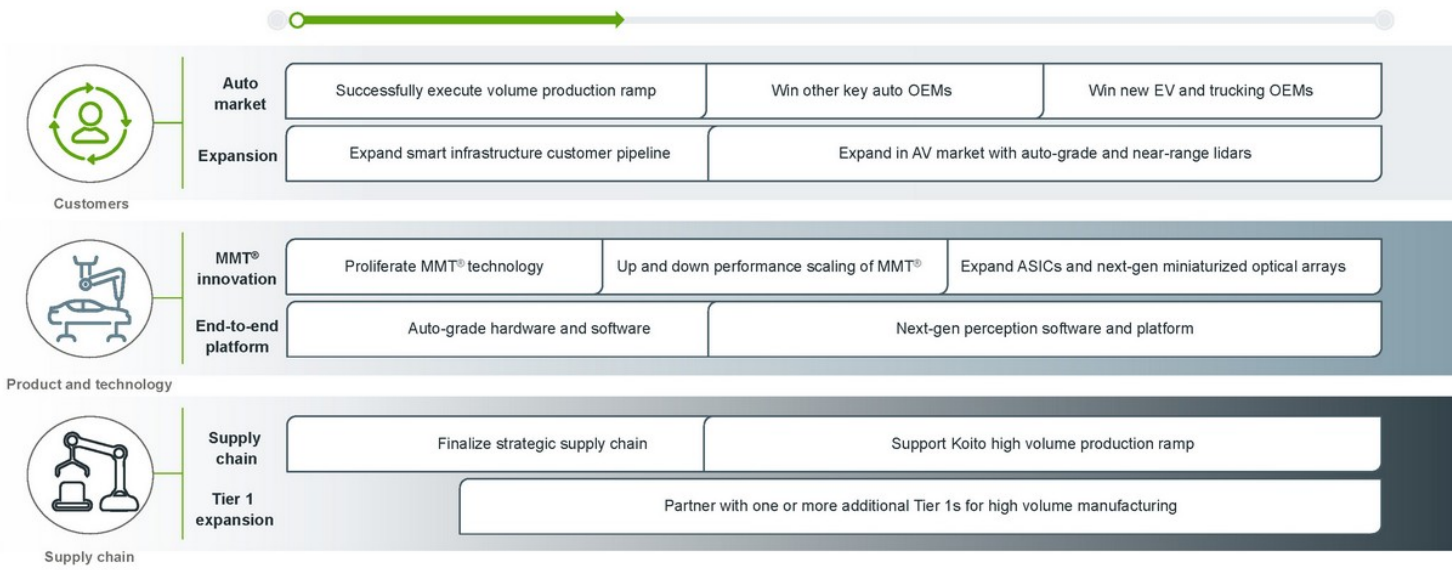 Auto
market
Successfully execute volume production ramp
Win other key auto OEMs
Win new EV and trucking OEMs
Expansion
Expand smart infrastructure customer pipeline
Expand in AV market with auto-grade and near-range lidars
Customers
MMT®
innovation
Proliferate MMT® technology
Up and down performance scaling of MMT®
Expand ASICs and next-gen miniaturized optical arrays
End-to-end
platform
Auto-grade hardware and software
Next-gen perception software and platform
Product and technology
Supply
chain
Finalize strategic supply chain
Support Koito high volume production ramp
Tier 1
expansion
Partner with one or more additional Tier 1s for high volume manufacturing
Supply chain